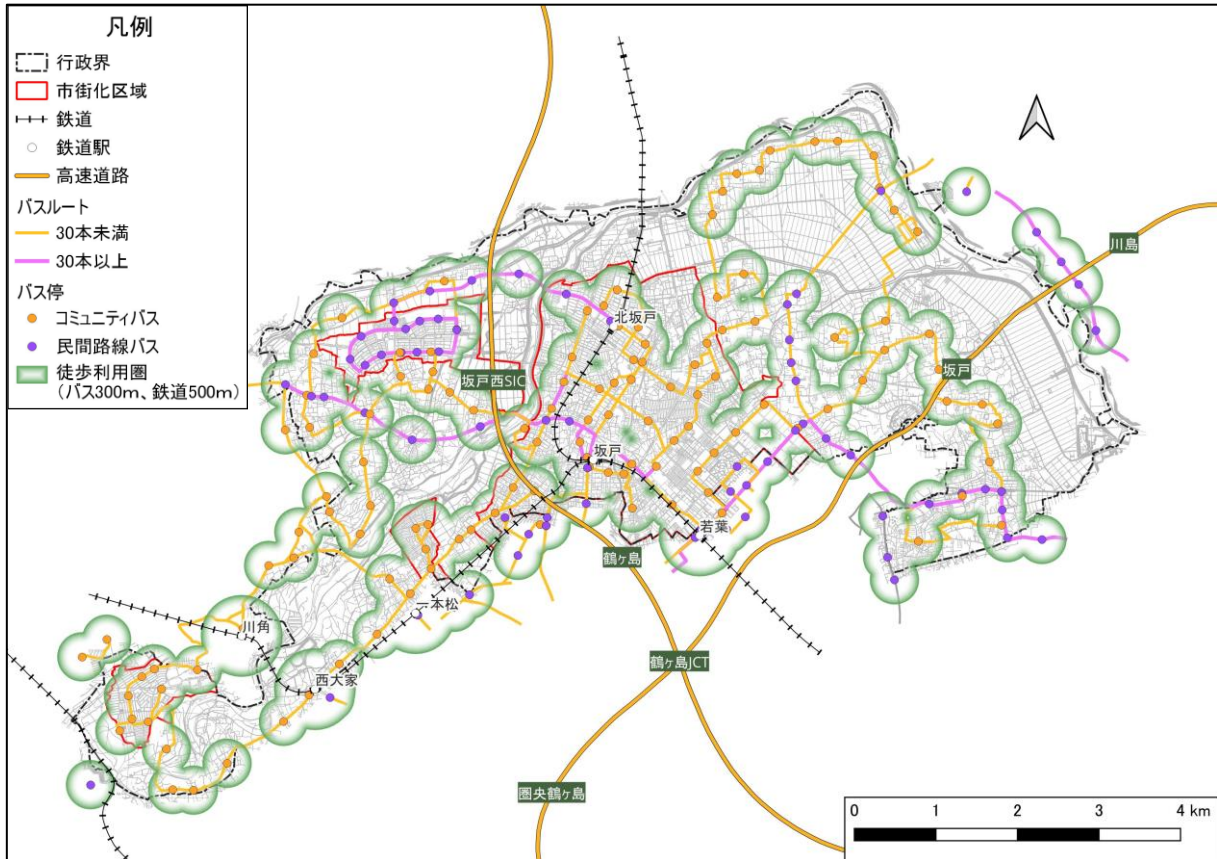 凡例
行政界
市街化区域
鉄道
鉄道駅
高速道路
バスルート
30本未満
30本以上
バス停
コミュニティバス
民間路線バス
徒歩利用圏
(バス300m、鉄道500m)
川島
北坂戸
坂戸
坂戸西SIC
坂戸
若葉
鶴ヶ島
一本松
川角
鶴ヶ島JCT
西大家
圏央鶴ヶ島
0 1 2 3 4 km